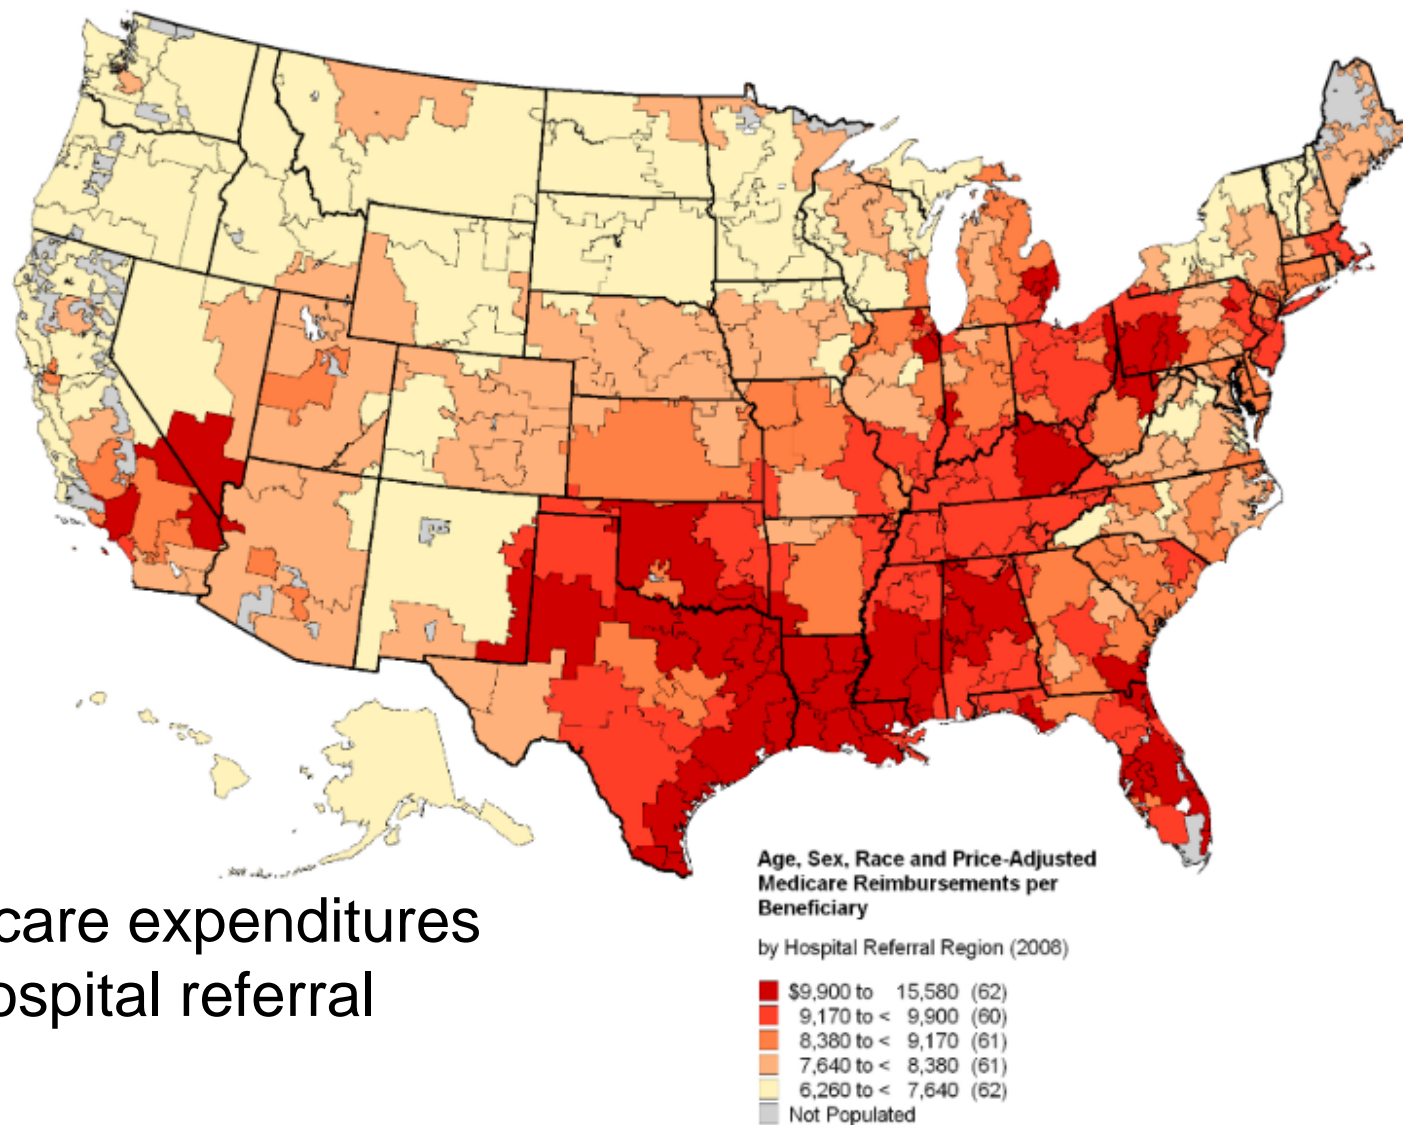 care expenditures
ospital referral
Age, Sex, Race and Price-Adjusted
Medicare Reimbursements per
Beneficiary
by Hospital Referral Region (2008)
$9,900 to 15,580 (62)
9,170 to < 9,900 (60)
8,380 to < 9,170 (61)
7,640 to < 8,380 (61)
6,260 to < 7,640 (62)
Not Populated